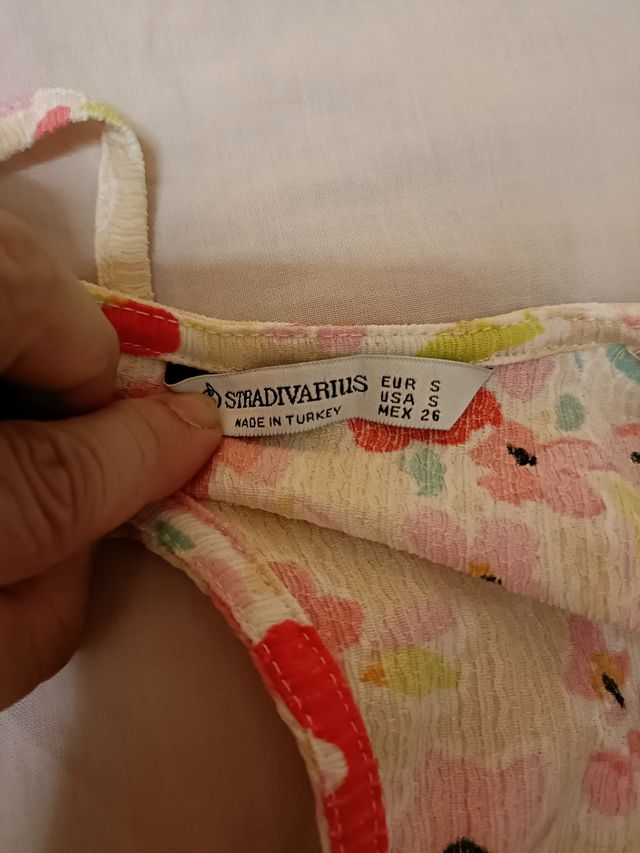 STRADIVARIUS
MADE IN TURKEY
EUR S
USA S
MEX 26